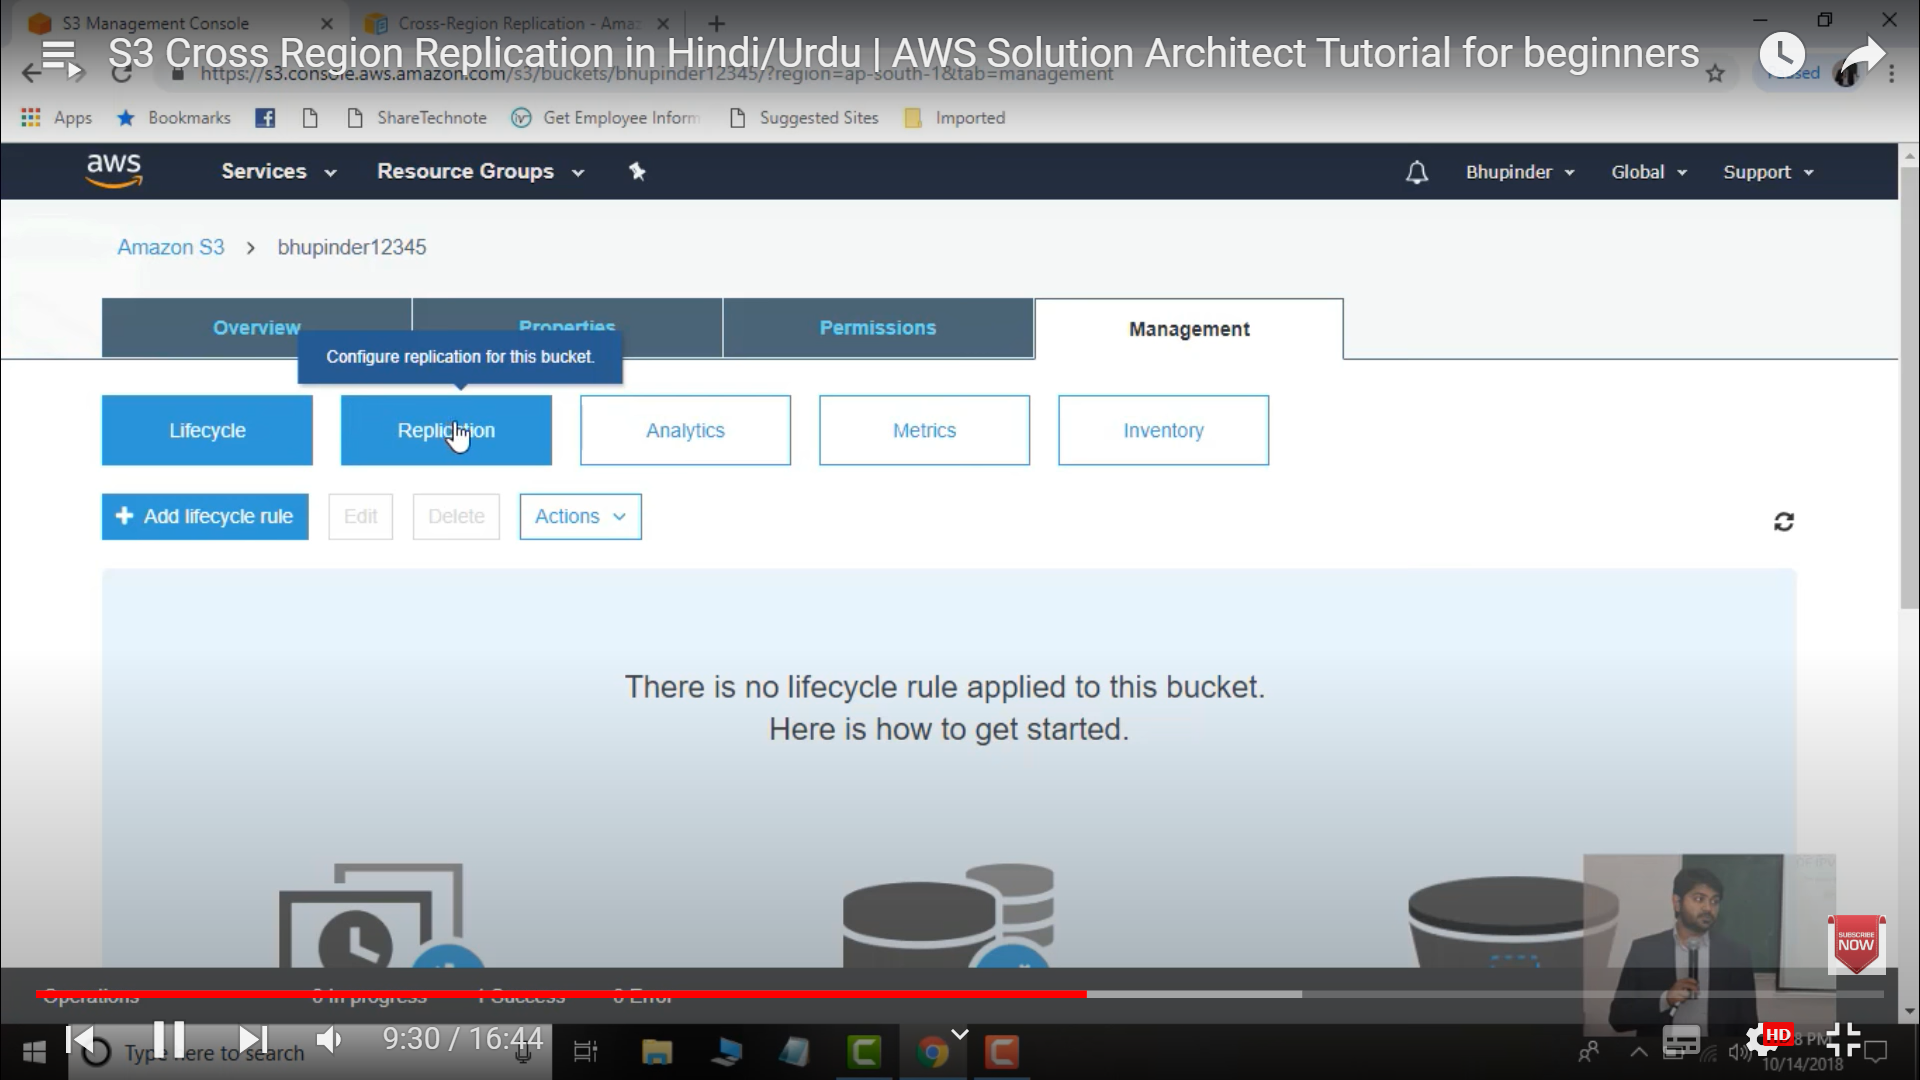 S3 Management Console
Cross-Region Replication - Ama
S3 Cross Region Replication in Hindi/Urdu | AWS Solution Architect Tutorial for beginners
https://s3.console.aws.amazon.com/s3/buckets/bhupinder12345/?region=ap-south-1&tab=management
Paused
Apps
Bookmarks
ShareTechnote
Get Employee Inform
Suggested Sites
Imported
aws
Services
Resource Groups
Bhupinder
Global
Support
Amazon S3 > bhupinder12345
Overview
Properties
Permissions
Management
Configure replication for this bucket.
Lifecycle
Replication
Analytics
Metrics
Inventory
+ Add lifecycle rule
Edit
Delete
Actions
There is no lifecycle rule applied to this bucket.
Here is how to get started.
SUBSCRIBE
NOW
Operations
0 In progress
1 Success
0 Error
9:30 / 16:44
Type here to search
HD
8 PM
10/14/2018